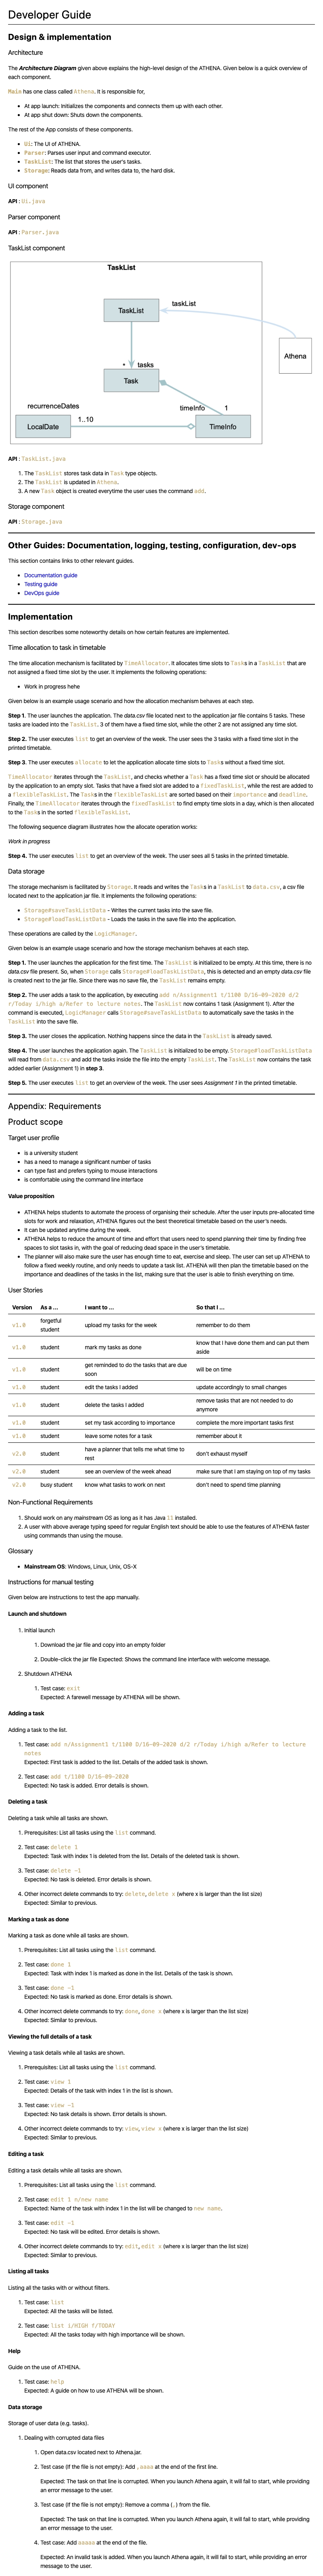 Developer Guide
Design & implementation
Architecture
The Architecture Diagram given above explains the high-level design of the ATHENA. Given below is a quick overview of
each component.
Main has one class called Athena. It is responsible for,
At app launch: Initializes the components and connects them up with each other.
At app shut down: Shuts down the components.
The rest of the App consists of these components.
Ui: The UI of ATHENA.
Parser: Parses user input and command executor.
TaskList: The list that stores the user's tasks.
Storage: Reads data from, and writes data to, the hard disk.
UI component
API : Ui.java
Parser component
API : Parser.java
TaskList component
TaskList
TaskList
taskList
Athena
* tasks
Task
recurrenceDates
timeInfo 1
LocalDate
1..10
TimeInfo
API : TaskList.java
1. The TaskList stores task data in Task type objects.
2. The TaskList is updated in Athena.
3. A new Task object is created everytime the user uses the command add.
Storage component
API : Storage.java
Other Guides: Documentation, logging, testing, configuration, dev-ops
This section contains links to other relevant guides.
Documentation guide
Testing guide
DevOps guide
Implementation
This section describes some noteworthy details on how certain features are implemented.
Time allocation to task in timetable
The time allocation mechanism is facilitated by TimeAllocator. It allocates time slots to Tasks in a TaskList that are
not assigned a fixed time slot by the user. It implements the following operations:
Work in progress hehe
Given below is an example usage scenario and how the allocation mechanism behaves at each step.
Step 1. The user launches the application. The data.csv file located next to the application jar file contains 5 tasks. These
tasks are loaded into the TaskList. 3 of them have a fixed time slot, while the other 2 are not assigned any time slot.
Step 2. The user executes list to get an overview of the week. The user sees the 3 tasks with a fixed time slot in the
printed timetable.
Step 3. The user executes allocate to let the application allocate time slots to Tasks without a fixed time slot.
TimeAllocator iterates through the TaskList, and checks whether a Task has a fixed time slot or should be allocated
by the application to an empty slot. Tasks that have a fixed slot are added to a fixedTaskList, while the rest are added to
a flexibleTaskList. The Tasks in the flexibleTaskList are sorted based on their importance and deadline.
Finally, the TimeAllocator iterates through the fixedTaskList to find empty time slots in a day, which is then allocated
to the Tasks in the sorted flexibleTaskList.
The following sequence diagram illustrates how the allocate operation works:
Work in progress
Step 4. The user executes list to get an overview of the week. The user sees all 5 tasks in the printed timetable.
Data storage
The storage mechanism is facilitated by Storage. It reads and writes the Tasks in a TaskList to data.csv, a csv file
located next to the application jar file. It implements the following operations:
Storage#saveTaskListData – Writes the current tasks into the save file.
Storage#loadTaskListData – Loads the tasks in the save file into the application.
These operations are called by the LogicManager.
Given below is an example usage scenario and how the storage mechanism behaves at each step.
Step 1. The user launches the application for the first time. The TaskList is initialized to be empty. At this time, there is no
data.csv file present. So, when Storage calls Storage#loadTaskListData, this is detected and an empty data.csv file
is created next to the jar file. Since there was no save file, the TaskList remains empty.
Step 2. The user adds a task to the application, by executing add n/Assignment1 t/1100 D/16-09-2020 d/2
r/Today i/high a/Refer to lecture notes. The TaskList now contains 1 task (Assignment 1). After the
command is executed, LogicManager calls Storage#saveTaskListData to automatically save the tasks in the
TaskList into the save file.
Step 3. The user closes the application. Nothing happens since the data in the TaskList is already saved.
Step 4. The user launches the application again. The TaskList is initialized to be empty. Storage#loadTaskListData
will read from data.csv and add the tasks inside the file into the empty TaskList. The TaskList now contains the task
added earlier (Assignment 1) in step 3.
Step 5. The user executes list to get an overview of the week. The user sees Assignment 1 in the printed timetable.
Appendix: Requirements
Product scope
Target user profile
is a university student
has a need to manage a significant number of tasks
can type fast and prefers typing to mouse interactions
is comfortable using the command line interface
Value proposition
ATHENA helps students to automate the process of organising their schedule. After the user inputs pre-allocated time
slots for work and relaxation, ATHENA figures out the best theoretical timetable based on the user's needs.
It can be updated anytime during the week.
ATHENA helps to reduce the amount of time and effort that users need to spend planning their time by finding free
spaces to slot tasks in, with the goal of reducing dead space in the user's timetable.
The planner will also make sure the user has enough time to eat, exercise and sleep. The user can set up ATHENA to
follow a fixed weekly routine, and only needs to update a task list. ATHENA will then plan the timetable based on the
importance and deadlines of the tasks in the list, making sure that the user is able to finish everything on time.
User Stories
Version As a ... I want to ... So that I ...
v1.0 forgetful student upload my tasks for the week remember to do them
v1.0 student mark my tasks as done know that I have done them and can put them aside
v1.0 student get reminded to do the tasks that are due soon will be on time
v1.0 student edit the tasks I added update accordingly to small changes
v1.0 student delete the tasks I added remove tasks that are not needed to do anymore
v1.0 student set my task according to importance complete the more important tasks first
v1.0 student leave some notes for a task remember about it
v2.0 student have a planner that tells me what time to rest don't exhaust myself
v2.0 student see an overview of the week ahead make sure that I am staying on top of my tasks
v2.0 busy student know what tasks to work on next don't need to spend time planning
Non-Functional Requirements
1. Should work on any mainstream OS as long as it has Java 11 installed.
2. A user with above average typing speed for regular English text should be able to use the features of ATHENA faster
using commands than using the mouse.
Glossary
Mainstream OS: Windows, Linux, Unix, OS-X
Instructions for manual testing
Given below are instructions to test the app manually.
Launch and shutdown
1. Initial launch
1. Download the jar file and copy into an empty folder
2. Double-click the jar file Expected: Shows the command line interface with welcome message.
2. Shutdown ATHENA
1. Test case: exit
Expected: A farewell message by ATHENA will be shown.
Adding a task
Adding a task to the list.
1. Test case: add n/Assignment1 t/1100 D/16-09-2020 d/2 r/Today i/high a/Refer to lecture
notes
Expected: First task is added to the list. Details of the added task is shown.
2. Test case: add t/1100 D/16-09-2020
Expected: No task is added. Error details is shown.
Deleting a task
Deleting a task while all tasks are shown.
1. Prerequisites: List all tasks using the list command.
2. Test case: delete 1
Expected: Task with index 1 is deleted from the list. Details of the deleted task is shown.
3. Test case: delete -1
Expected: No task is deleted. Error details is shown.
4. Other incorrect delete commands to try: delete, delete x (where x is larger than the list size)
Expected: Similar to previous.
Marking a task as done
Marking a task as done while all tasks are shown.
1. Prerequisites: List all tasks using the list command.
2. Test case: done 1
Expected: Task with index 1 is marked as done in the list. Details of the task is shown.
3. Test case: done -1
Expected: No task is marked as done. Error details is shown.
4. Other incorrect delete commands to try: done, done x (where x is larger than the list size)
Expected: Similar to previous.
Viewing the full details of a task
Viewing a task details while all tasks are shown.
1. Prerequisites: List all tasks using the list command.
2. Test case: view 1
Expected: Details of the task with index 1 in the list is shown.
3. Test case: view -1
Expected: No task details is shown. Error details is shown.
4. Other incorrect delete commands to try: view, view x (where x is larger than the list size)
Expected: Similar to previous.
Editing a task
Editing a task details while all tasks are shown.
1. Prerequisites: List all tasks using the list command.
2. Test case: edit 1 n/new name
Expected: Name of the task with index 1 in the list will be changed to new name.
3. Test case: edit -1
Expected: No task will be edited. Error details is shown.
4. Other incorrect delete commands to try: edit, edit x (where x is larger than the list size)
Expected: Similar to previous.
Listing all tasks
Listing all the tasks with or without filters.
1. Test case: list
Expected: All the tasks will be listed.
2. Test case: list i/HIGH f/TODAY
Expected: All the tasks today with high importance will be shown.
Help
Guide on the use of ATHENA.
1. Test case: help
Expected: A guide on how to use ATHENA will be shown.
Data storage
Storage of user data (e.g. tasks).
1. Dealing with corrupted data files
1. Open data.csv located next to Athena.jar.
2. Test case (If the file is not empty): Add ,aaaa at the end of the first line.
Expected: The task on that line is corrupted. When you launch Athena again, it will fail to start, while providing
an error message to the user.
3. Test case (If the file is not empty): Remove a comma (,) from the file.
Expected: The task on that line is corrupted. When you launch Athena again, it will fail to start, while providing
an error message to the user.
4. Test case: Add aaaaa at the end of the file.
Expected: An invalid task is added. When you launch Athena again, it will fail to start, while providing an error
message to the user.